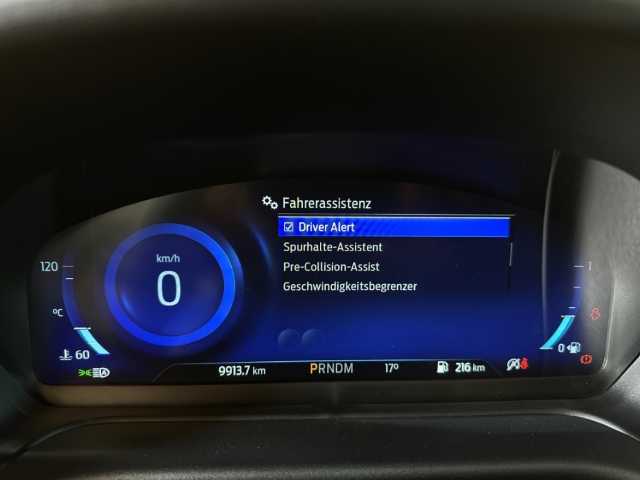 Fahrerassistenz
Driver Alert
km/h
Spurhalte-Assistent
0
120
Pre-Collision-Assist
1
Geschwindigkeitsbegrenzer
°C
60
0
9913.7 km PRNDM 17° 216 km